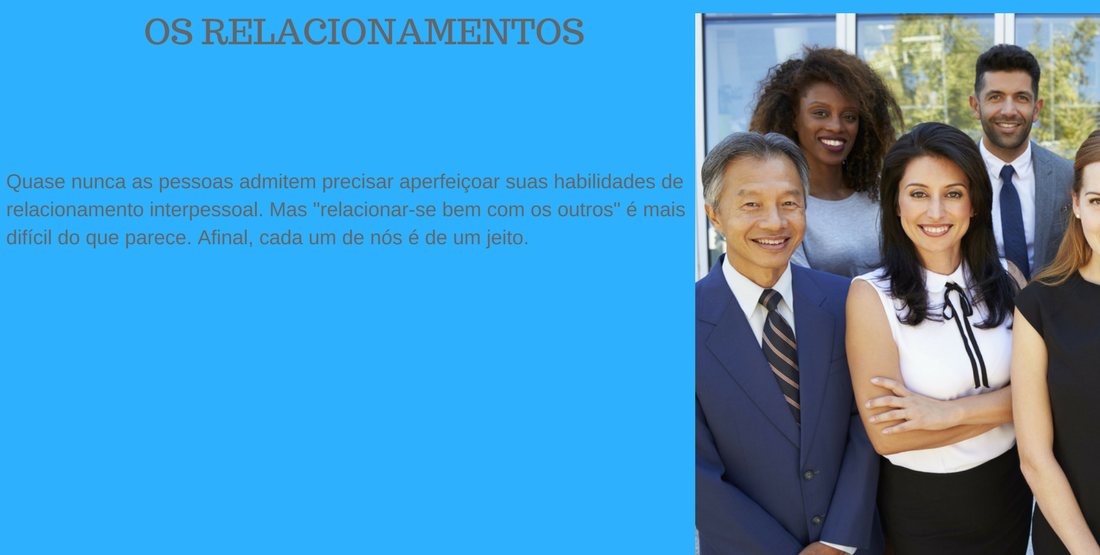 OS RELACIONAMENTOS
Quase nunca as pessoas admitem precisar aperfeiçoar suas habilidades de
relacionamento interpessoal. Mas "relacionar-se bem com os outros" é mais
difícil do que parece. Afinal, cada um de nós é de um jeito.